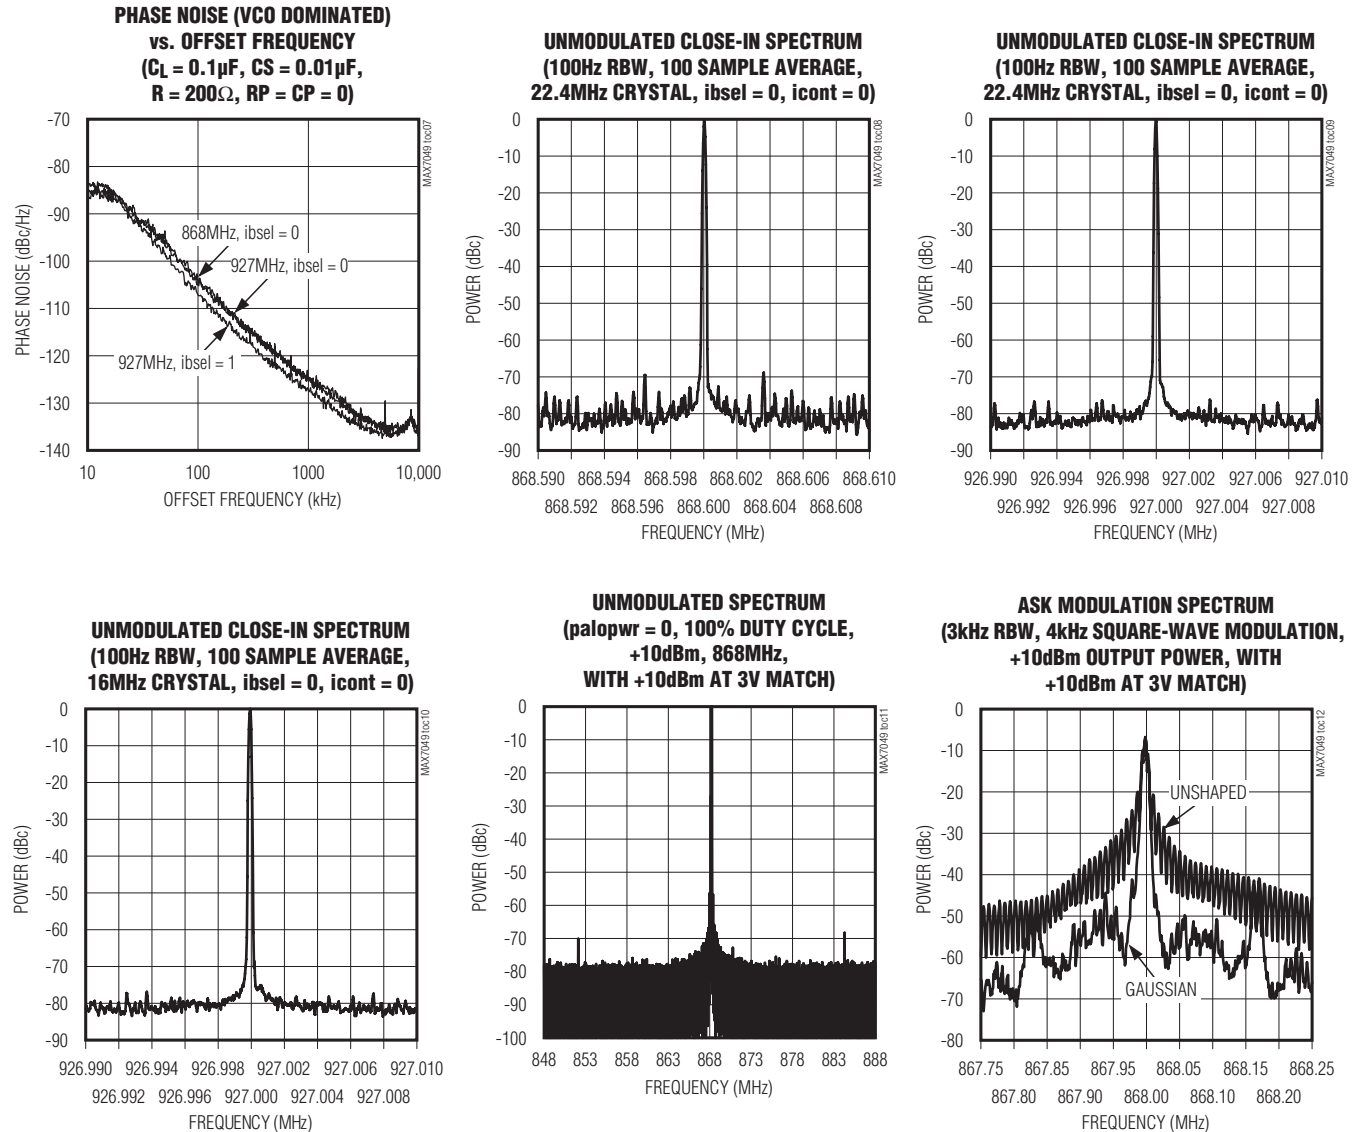 PHASE NOISE (VCO DOMINATED)
vs. OFFSET FREQUENCY
(CL = 0.1µF, CS = 0.01µF,
R = 200Ω, RP = CP = 0)
MAX7049 toc07
PHASE NOISE (dBc/Hz)
-70
-80
-90
-100
-110
-120
-130
-140
868MHz, ibsel = 0
927MHz, ibsel = 0
927MHz, ibsel = 1
10 100 1000 10,000
OFFSET FREQUENCY (kHz)
UNMODULATED CLOSE-IN SPECTRUM
(100Hz RBW, 100 SAMPLE AVERAGE,
22.4MHz CRYSTAL, ibsel = 0, icont = 0)
MAX7049 toc08
POWER (dBc)
0
-10
-20
-30
-40
-50
-60
-70
-80
-90
868.590 868.594 868.598 868.602 868.606 868.610
868.592 868.596 868.600 868.604 868.608
FREQUENCY (MHz)
UNMODULATED CLOSE-IN SPECTRUM
(100Hz RBW, 100 SAMPLE AVERAGE,
22.4MHz CRYSTAL, ibsel = 0, icont = 0)
MAX7049 toc09
POWER (dBc)
0
-10
-20
-30
-40
-50
-60
-70
-80
-90
926.990 926.994 926.998 927.002 927.006 927.010
926.992 926.996 927.000 927.004 927.008
FREQUENCY (MHz)
UNMODULATED CLOSE-IN SPECTRUM
(100Hz RBW, 100 SAMPLE AVERAGE,
16MHz CRYSTAL, ibsel = 0, icont = 0)
MAX7049 toc10
POWER (dBc)
0
-10
-20
-30
-40
-50
-60
-70
-80
-90
926.990 926.994 926.998 927.002 927.006 927.010
926.992 926.996 927.000 927.004 927.008
FREQUENCY (MHz)
UNMODULATED SPECTRUM
(palopwr = 0, 100% DUTY CYCLE,
+10dBm, 868MHz,
WITH +10dBm AT 3V MATCH)
MAX7049 toc11
POWER (dBc)
0
-10
-20
-30
-40
-50
-60
-70
-80
-90
-100
848 853 858 863 868 873 878 883 888
FREQUENCY (MHz)
ASK MODULATION SPECTRUM
(3kHz RBW, 4kHz SQUARE-WAVE MODULATION,
+10dBm OUTPUT POWER, WITH
+10dBm AT 3V MATCH)
MAX7049 toc12
POWER (dBc)
0
-10
-20
-30
-40
-50
-60
-70
-80
UNSHAPED
GAUSSIAN
867.75 867.85 867.95 868.05 868.15 868.25
867.80 867.90 868.00 868.10 868.20
FREQUENCY (MHz)